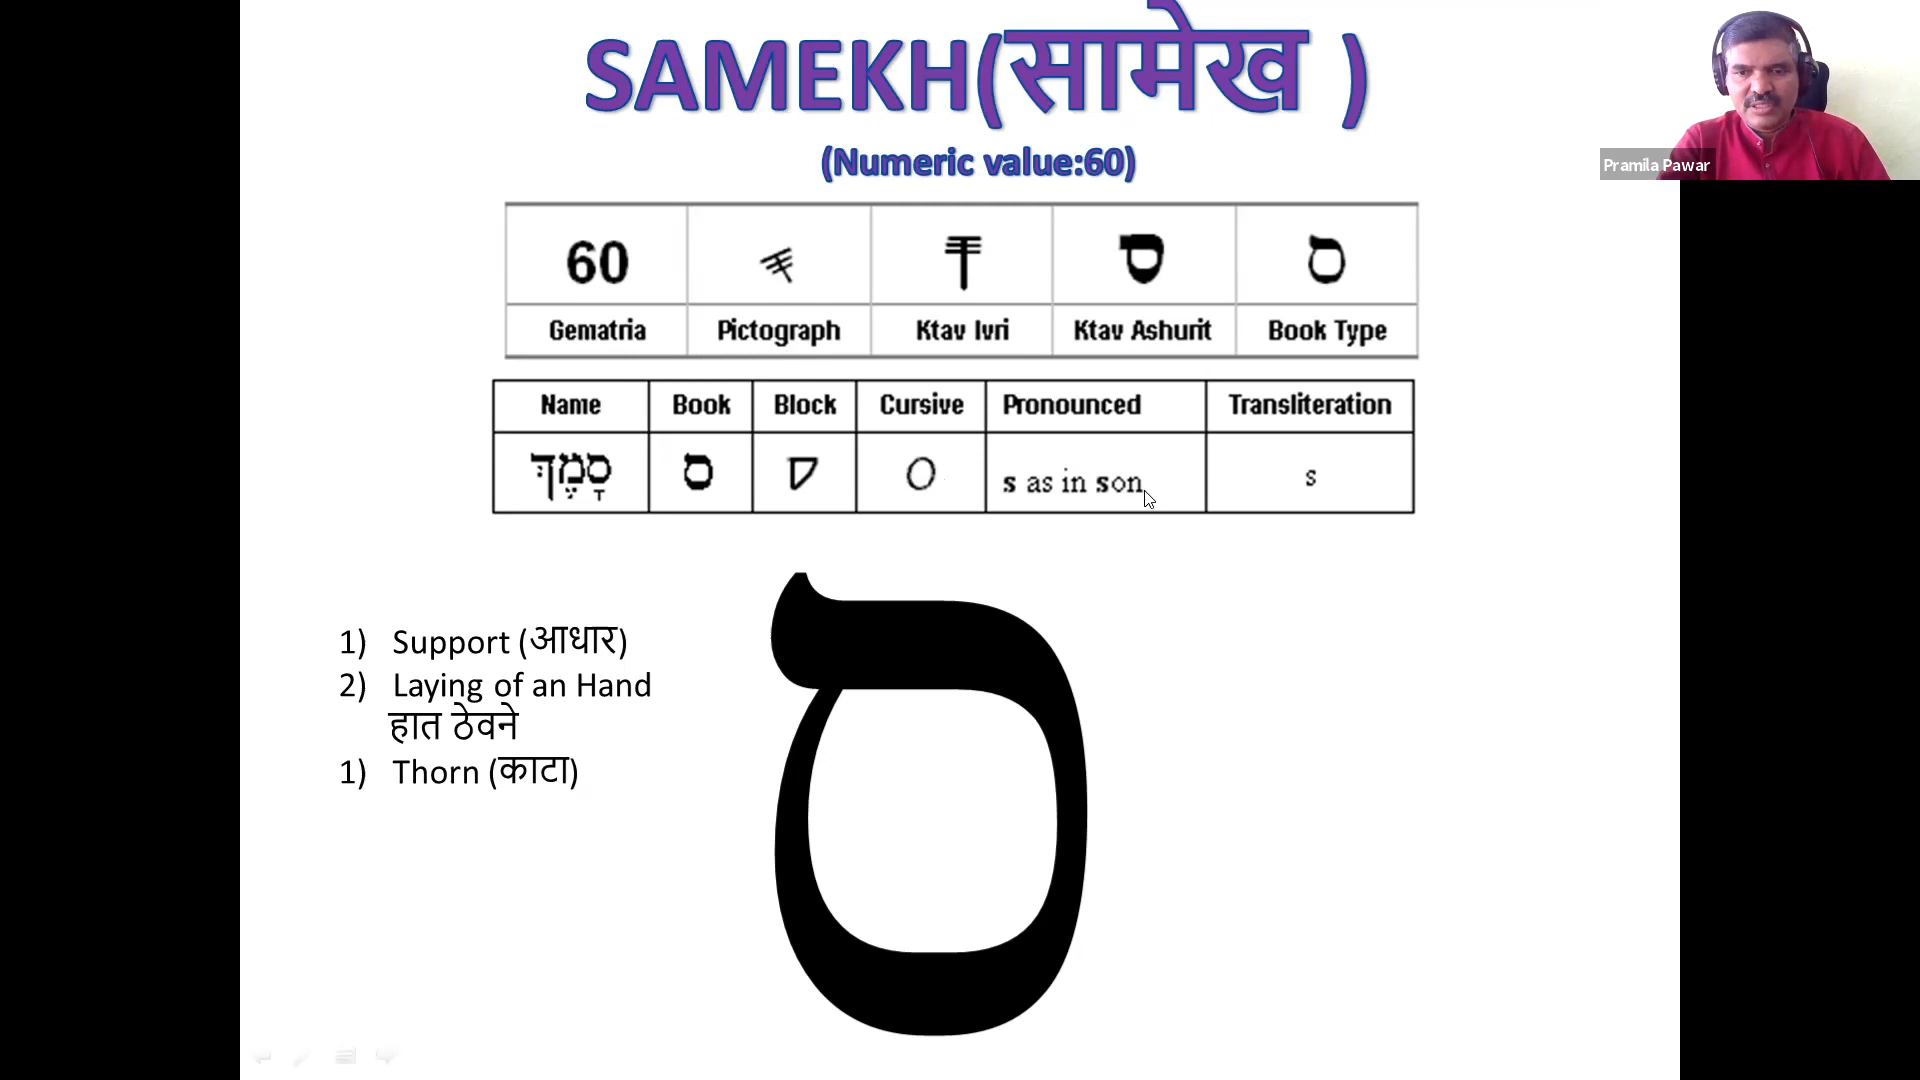 SAMEKH(सामेख )
(Numeric value:60)
Pramila Pawar
60 ס ס
Gematria Pictograph Ktav Ivri Ktav Ashurit Book Type
Name Book Block Cursive Pronounced Transliteration
סָמֶךְ ס ס ס s as in son s
1) Support (आधार)
2) Laying of an Hand
हात ठेवने
1) Thorn (काटा)
ס